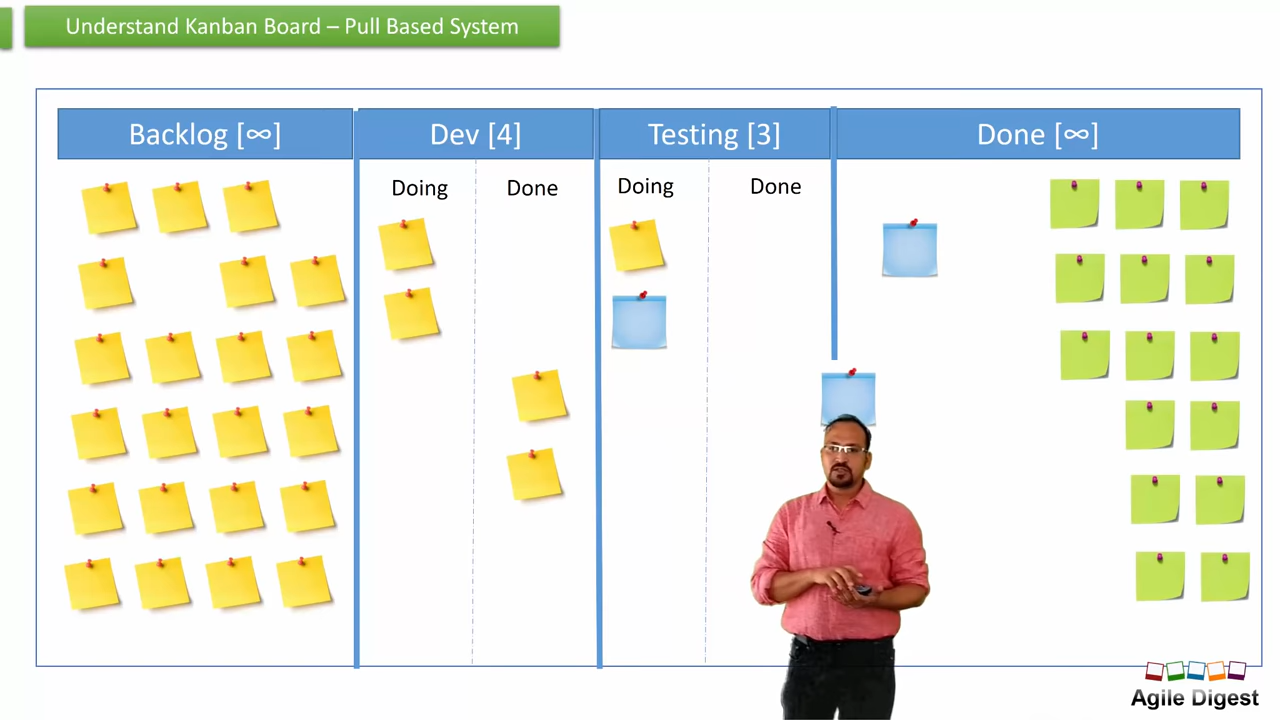 Understand Kanban Board – Pull Based System
Backlog [∞]
Dev [4]
Testing [3]
Done [∞]
Doing
Done
Doing
Done
Agile Digest